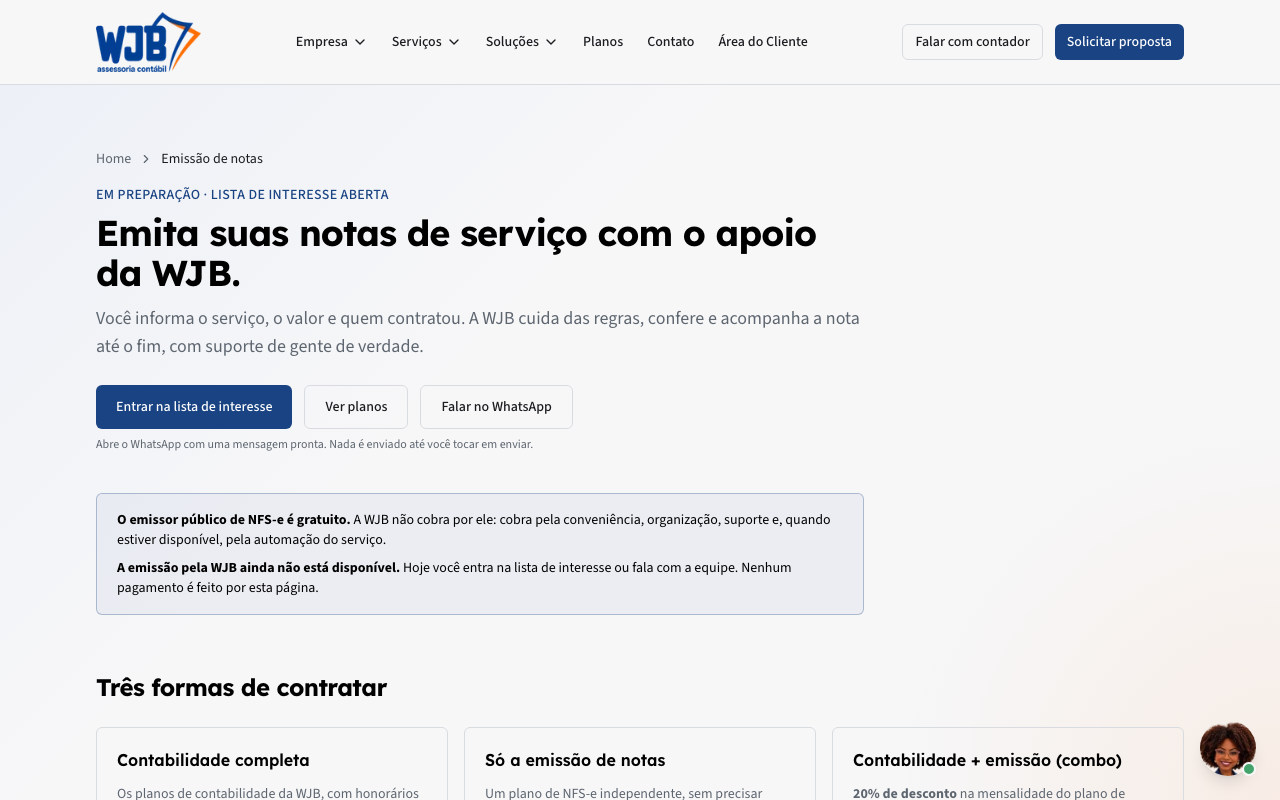 WJB
assessoria contábil
Empresa
Serviços
Soluções
Planos
Contato
Área do Cliente
Falar com contador
Solicitar proposta
Home
Emissão de notas
EM PREPARAÇÃO · LISTA DE INTERESSE ABERTA
Emita suas notas de serviço com o apoio
da WJB.
Você informa o serviço, o valor e quem contratou. A WJB cuida das regras, confere e acompanha a nota
até o fim, com suporte de gente de verdade.
Entrar na lista de interesse
Ver planos
Falar no WhatsApp
Abre o WhatsApp com uma mensagem pronta. Nada é enviado até você tocar em enviar.
O emissor público de NFS-e é gratuito. A WJB não cobra por ele: cobra pela conveniência, organização, suporte e, quando
estiver disponível, pela automação do serviço.
A emissão pela WJB ainda não está disponível. Hoje você entra na lista de interesse ou fala com a equipe. Nenhum
pagamento é feito por esta página.
Três formas de contratar
Contabilidade completa
Os planos de contabilidade da WJB, com honorários
Só a emissão de notas
Um plano de NFS-e independente, sem precisar
Contabilidade + emissão (combo)
20% de desconto na mensalidade do plano de